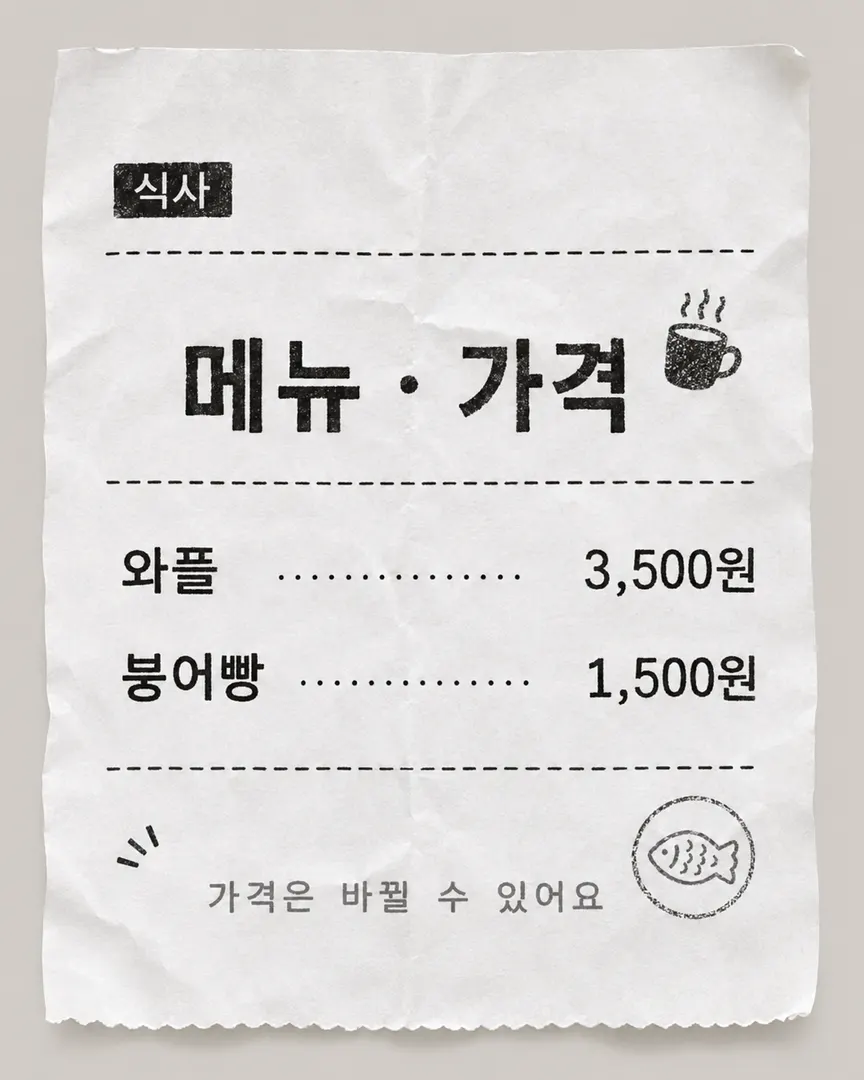 식사
메뉴 · 가격
와플 ............... 3,500원
붕어빵 .............. 1,500원
가격은 바뀔 수 있어요